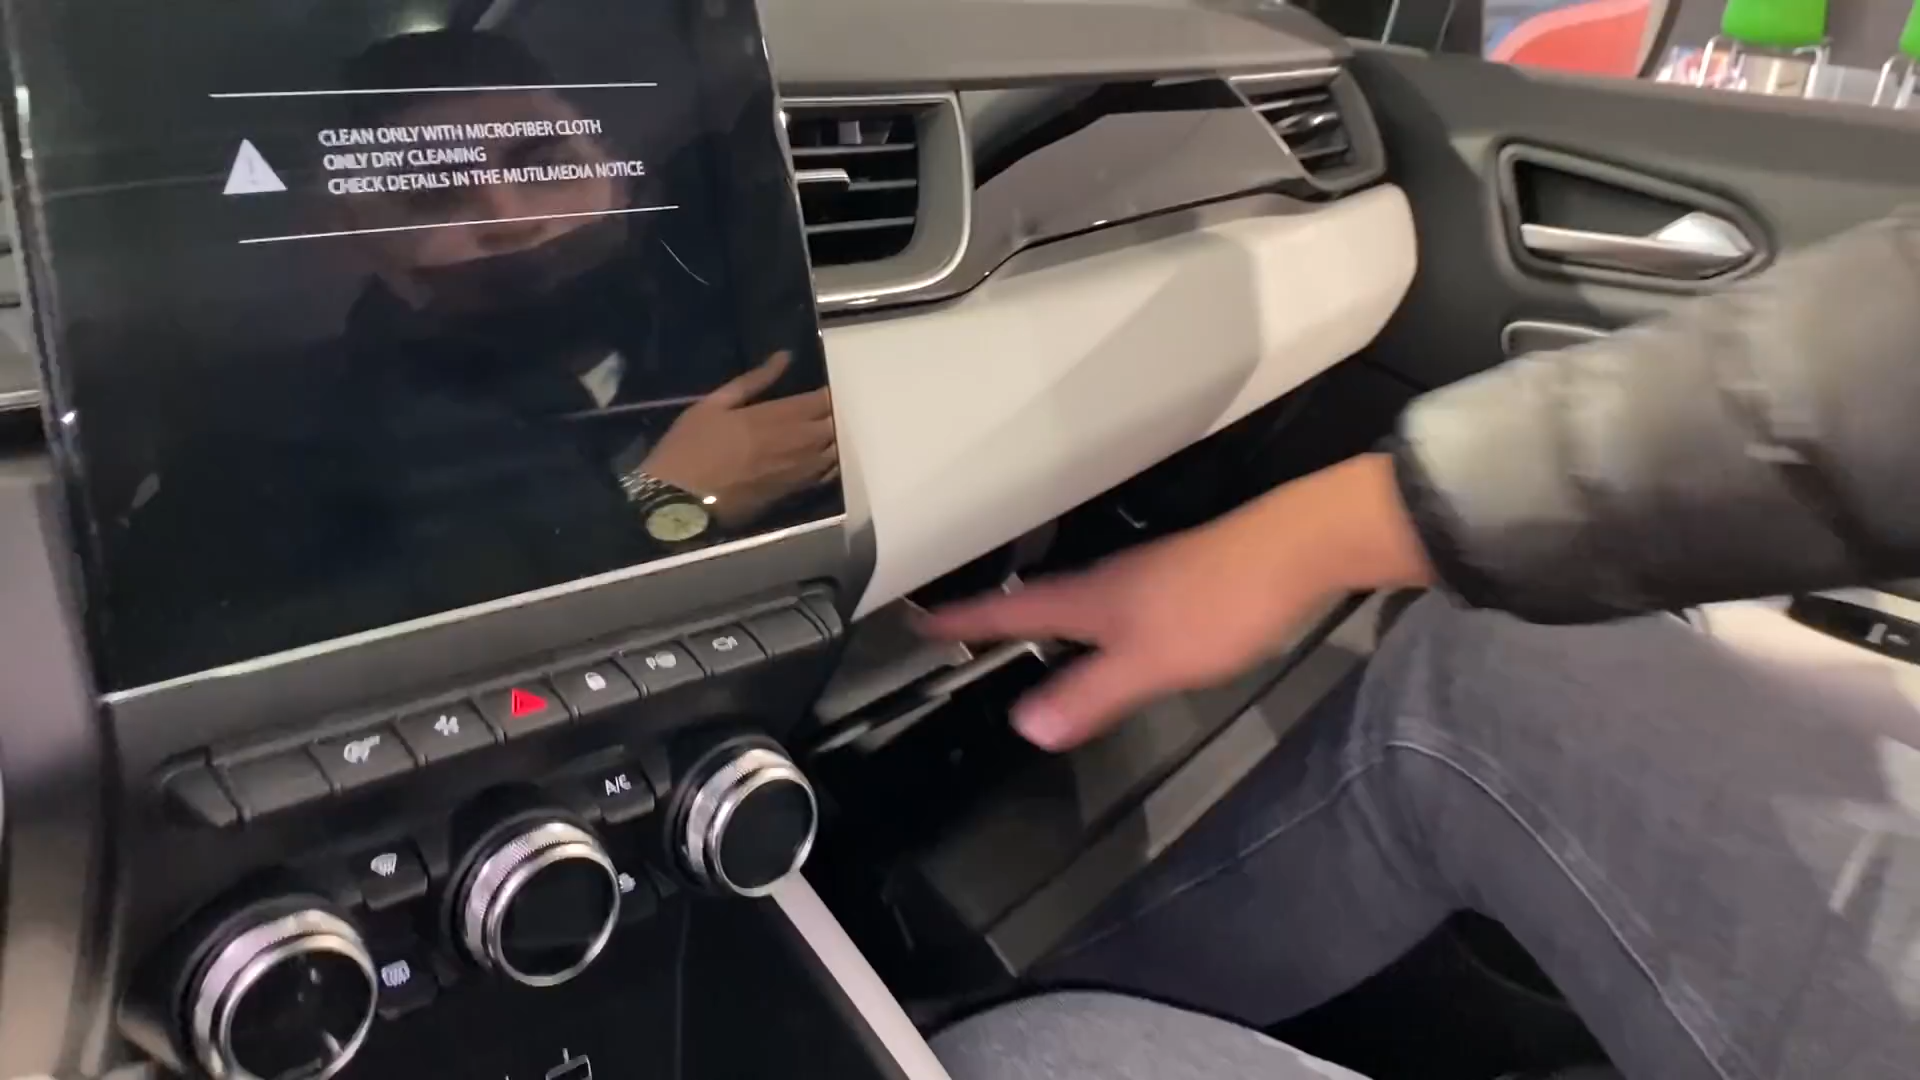 CLEAN ONLY WITH MICROFIBER CLOTH
ONLY DRY CLEANING
CHECK DETAILS IN THE MUTILMEDIA NOTICE
A/C